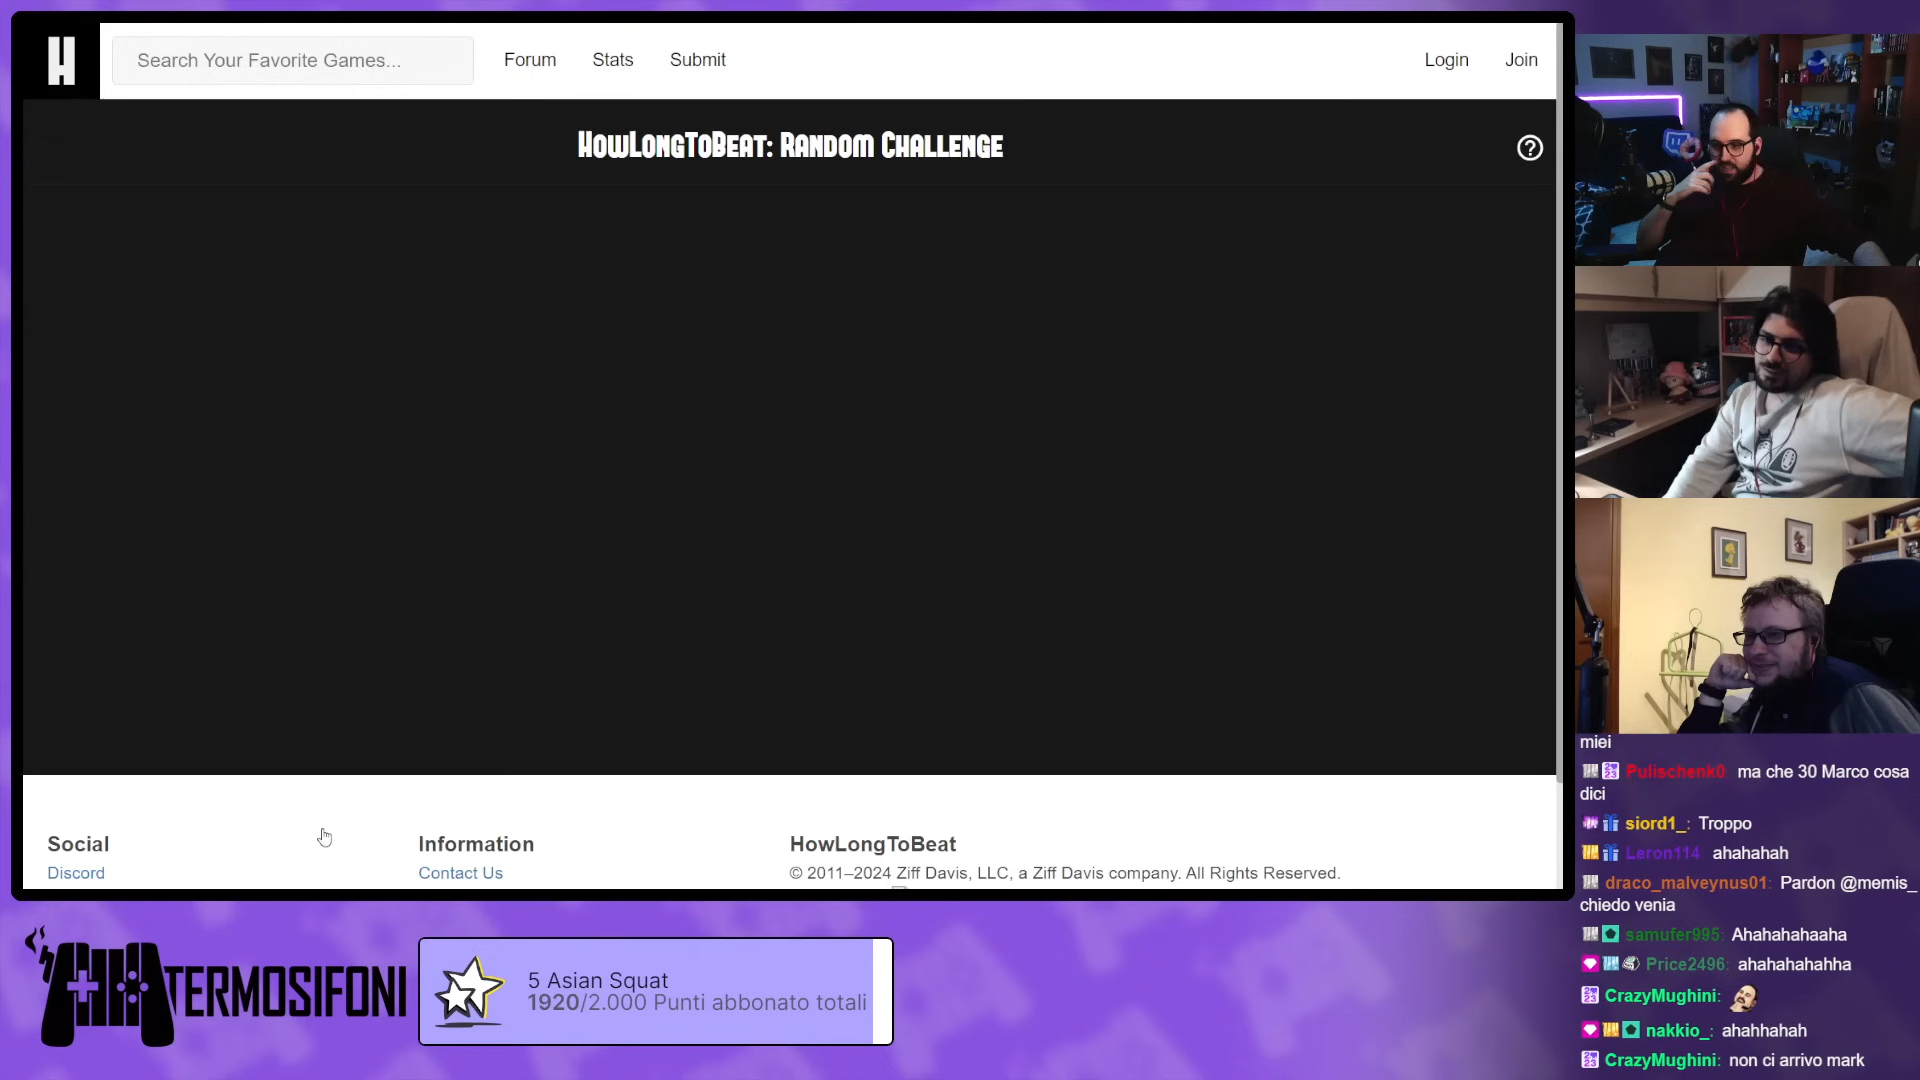 H
Search Your Favorite Games...
Forum
Stats
Submit
Login
Join
HowLongToBeat: Random Challenge
?
Social
Discord
Information
Contact Us
HowLongToBeat
© 2011–2024 Ziff Davis, LLC, a Ziff Davis company. All Rights Reserved.
TERMOSIFONI
5 Asian Squat
1920/2.000 Punti abbonato totali
miei
Pulischenk0: ma che 30 Marco cosa
dici
siord1_: Troppo
Leron114: ahahahah
draco_malveynus01: Pardon @memis_
chiedo venia
samufer995: Ahahahahaaha
Price2496: ahahahahahha
CrazyMughini:
nakkio_: ahahhahah
CrazyMughini: non ci arrivo mark